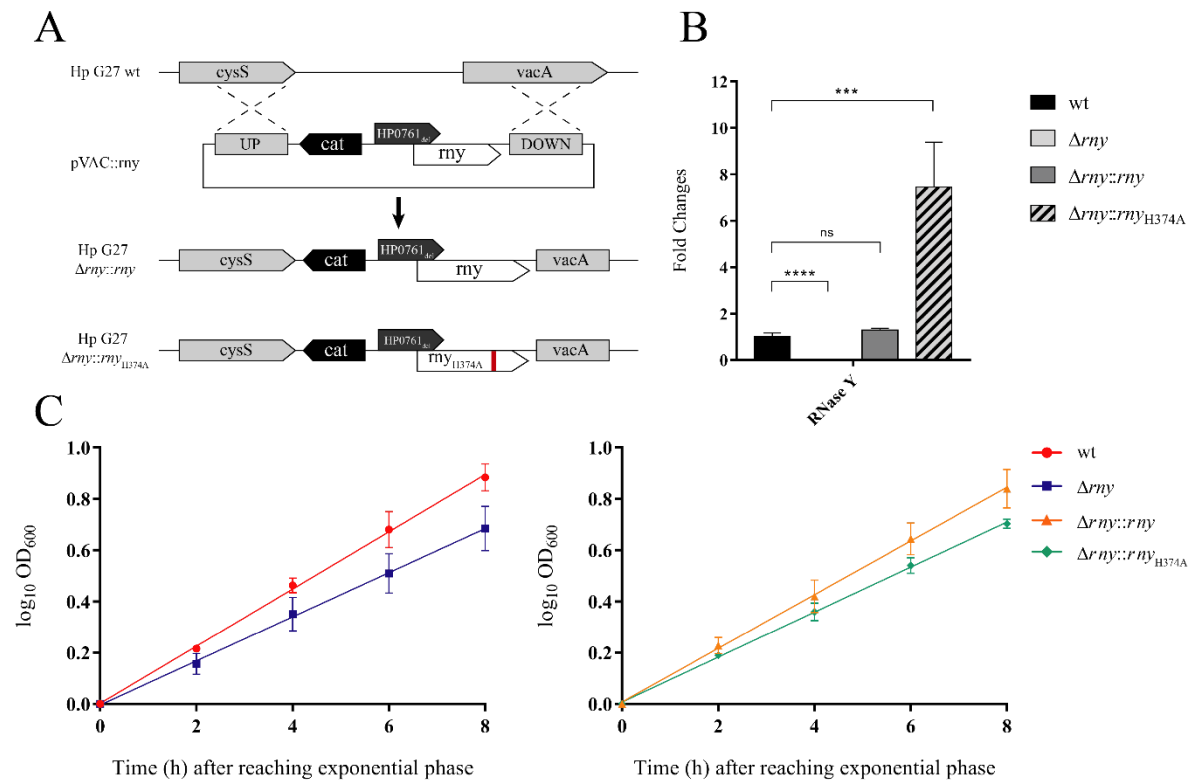 A
Hp G27 wt
cysS
vacA
UP
cat
HP0761del
rny
DOWN
pVAC::rny
Hp G27
Δrny::rny
cysS
cat
HP0761del
rny
vacA
Hp G27
Δrny::rnyH374A
cysS
cat
HP0761del
rnyH374A
vacA
B
Fold Changes
12
10
8
6
4
2
0
***
ns
****
RNase Y
wt
Δrny
Δrny::rny
Δrny::rnyH374A
C
log10 OD600
1.0
0.8
0.6
0.4
0.2
0.0
0
2
4
6
8
Time (h) after reaching exponential phase
log10 OD600
1.0
0.8
0.6
0.4
0.2
0.0
0
2
4
6
8
Time (h) after reaching exponential phase
wt
Δrny
Δrny::rny
Δrny::rnyH374A